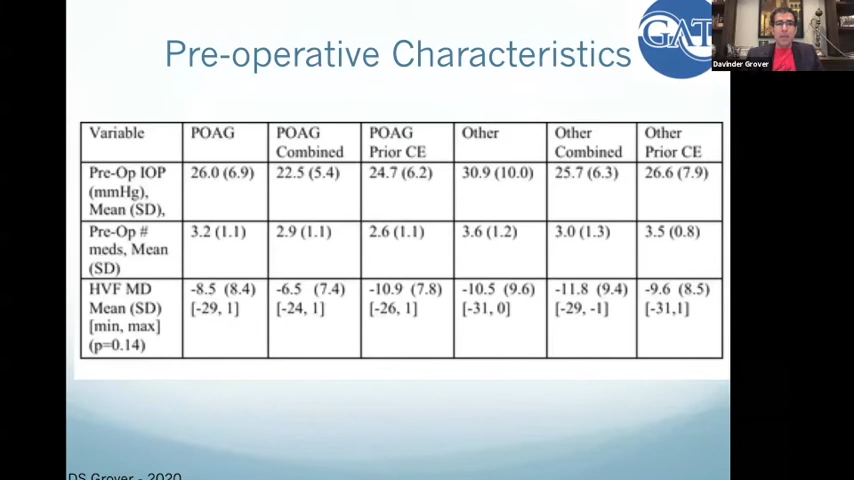 Pre-operative Characteristics
GAT
Davinder Grover
Variable POAG POAG Combined POAG Prior CE Other Other Combined Other Prior CE
Pre-Op IOP (mmHg), Mean (SD), 26.0 (6.9) 22.5 (5.4) 24.7 (6.2) 30.9 (10.0) 25.7 (6.3) 26.6 (7.9)
Pre-Op # meds, Mean (SD) 3.2 (1.1) 2.9 (1.1) 2.6 (1.1) 3.6 (1.2) 3.0 (1.3) 3.5 (0.8)
HVF MD Mean (SD) [min, max] (p=0.14) -8.5 (8.4) [-29, 1] -6.5 (7.4) [-24, 1] -10.9 (7.8) [-26, 1] -10.5 (9.6) [-31, 0] -11.8 (9.4) [-29, -1] -9.6 (8.5) [-31,1]
DS Grover - 2020